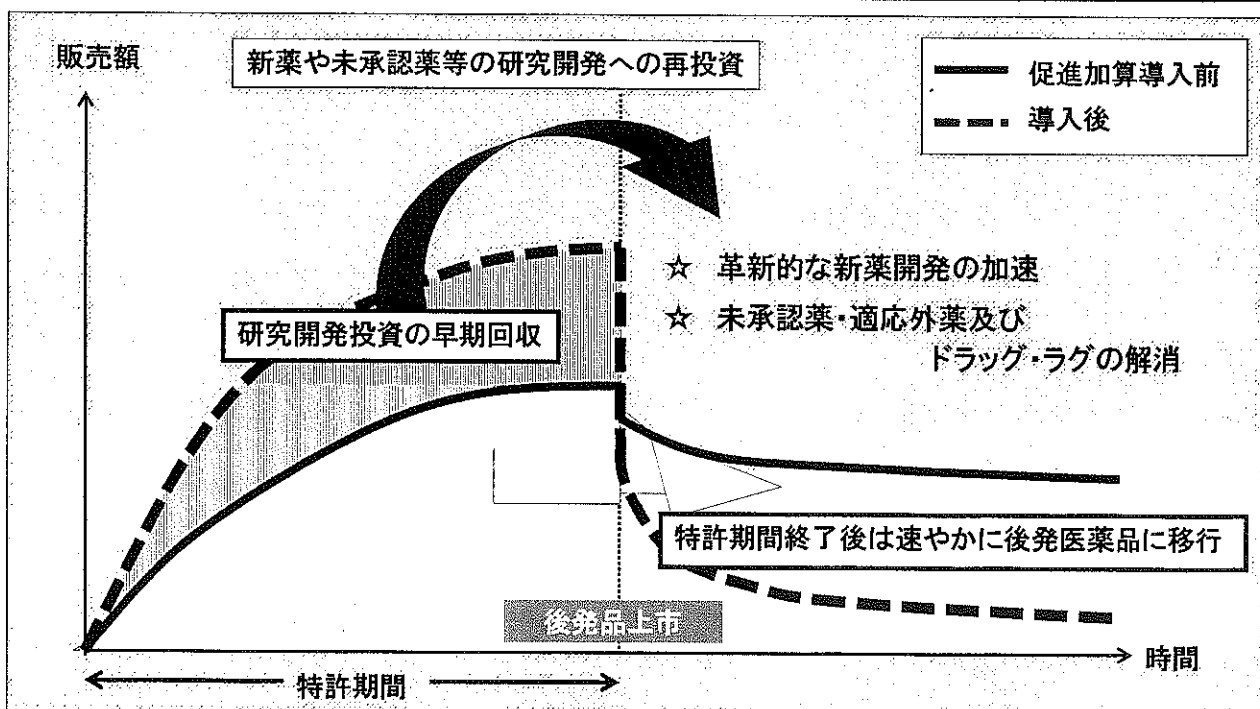 販売額
新薬や未承認薬等の研究開発への再投資
促進加算導入前
導入後
☆ 革新的な新薬開発の加速
☆ 未承認薬・適応外薬及び
ドラッグ・ラグの解消
研究開発投資の早期回収
特許期間終了後は速やかに後発医薬品に移行
後発品上市
時間
特許期間